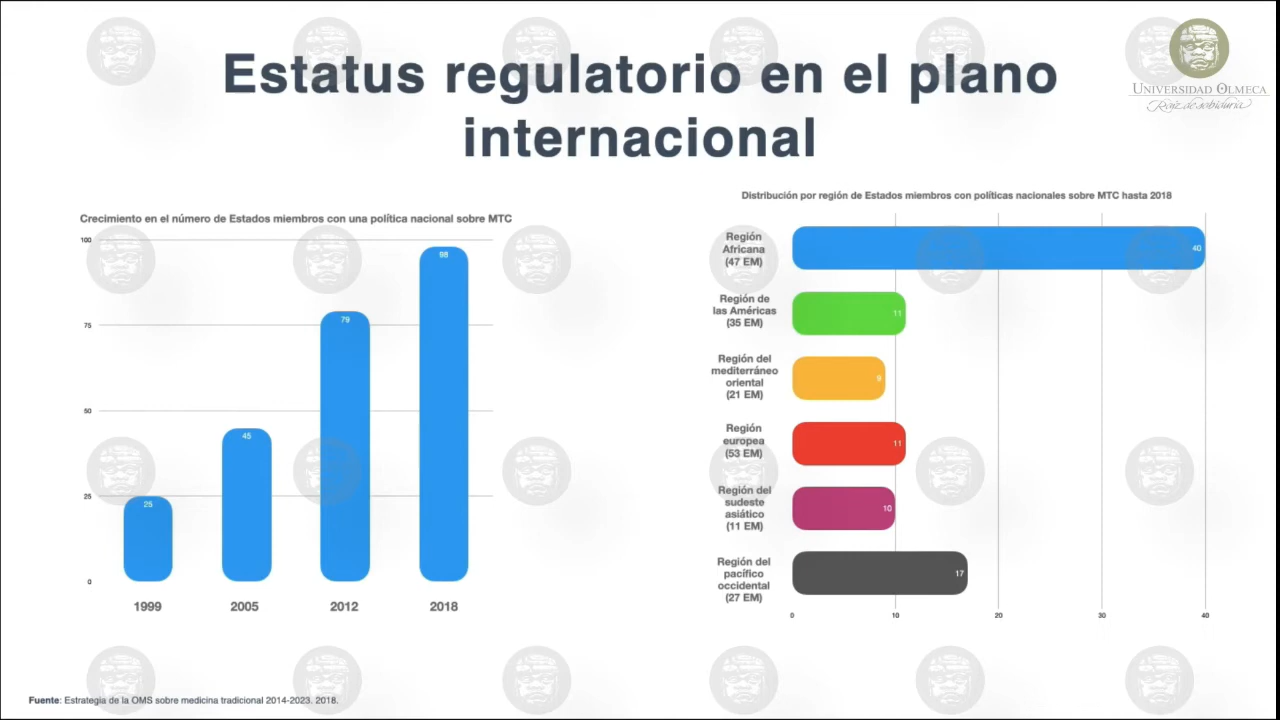 Estatus regulatorio en el plano
internacional
UNIVERSIDAD OLMECA
Raíz de sabiduría
Crecimiento en el número de Estados miembros con una política nacional sobre MTC
100
75
50
25
0
25
45
79
98
1999
2005
2012
2018
Distribución por región de Estados miembros con políticas nacionales sobre MTC hasta 2018
Región
Africana
(47 EM)
40
Región de
las Américas
(35 EM)
11
Región del
mediterráneo
oriental
(21 EM)
9
Región
europea
(53 EM)
11
Región del
sudeste
asiático
(11 EM)
10
Región del
pacífico
occidental
(27 EM)
17
0
10
20
30
40
Fuente: Estrategia de la OMS sobre medicina tradicional 2014-2023. 2018.